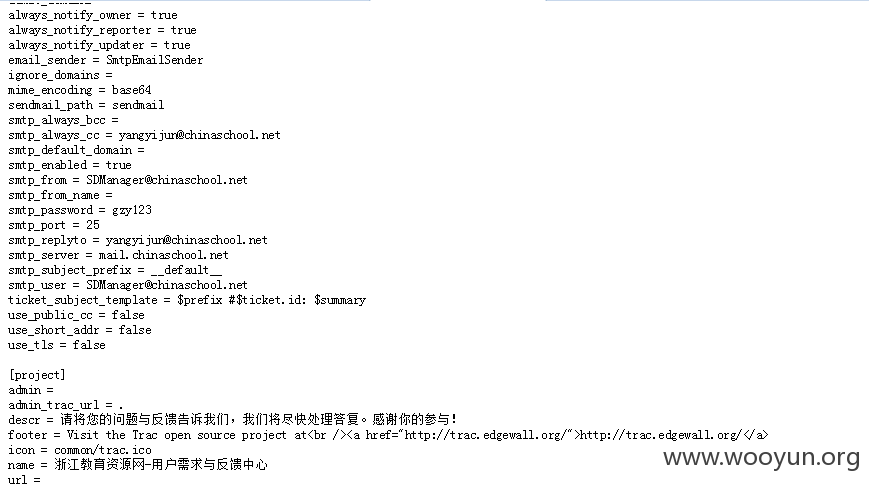 always_notify_owner = true
always_notify_reporter = true
always_notify_updater = true
email_sender = SmtpEmailSender
ignore_domains =
mime_encoding = base64
sendmail_path = sendmail
smtp_always_bcc =
smtp_always_cc = yangyijun@chinaschool.net
smtp_default_domain =
smtp_enabled = true
smtp_from = SDManager@chinaschool.net
smtp_from_name =
smtp_password = gzy123
smtp_port = 25
smtp_replyto = yangyijun@chinaschool.net
smtp_server = mail.chinaschool.net
smtp_subject_prefix = __default__
smtp_user = SDManager@chinaschool.net
ticket_subject_template = $prefix #$ticket.id: $summary
use_public_cc = false
use_short_addr = false
use_tls = false
[project]
admin =
admin_trac_url = .
descr = 请将您的问题与反馈告诉我们，我们将尽快处理答复。感谢你的参与！
footer = Visit the Trac open source project at<br /><a href="http://trac.edgewall.org/">http://trac.edgewall.org/</a>
icon = common/trac.ico
name = 浙江教育资源网-用户需求与反馈中心
url =
www.wooyun.org